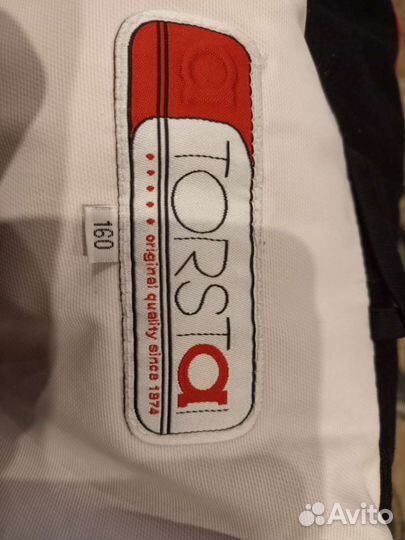 a
TORSTa
original quality since 1974
160
Avito